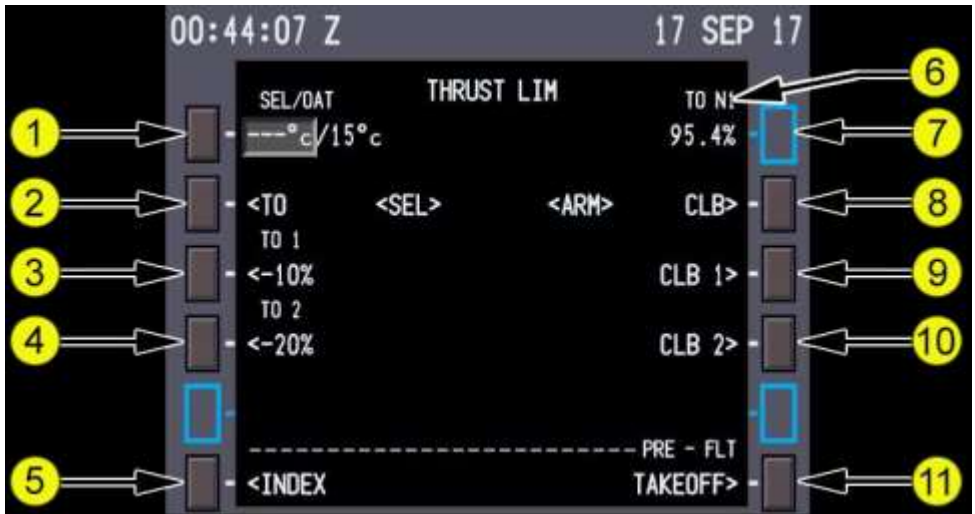 00:44:07 Z 17 SEP 17
THRUST LIM
SEL/OAT TO N1
6
1 ---°c/15°c 95.4% 7
2 <TO <SEL> <ARM> CLB> 8
TO 1
3 <-10% CLB 1> 9
TO 2
4 <-20% CLB 2> 10
-------------------------- PRE - FLT
5 <INDEX TAKEOFF> 11